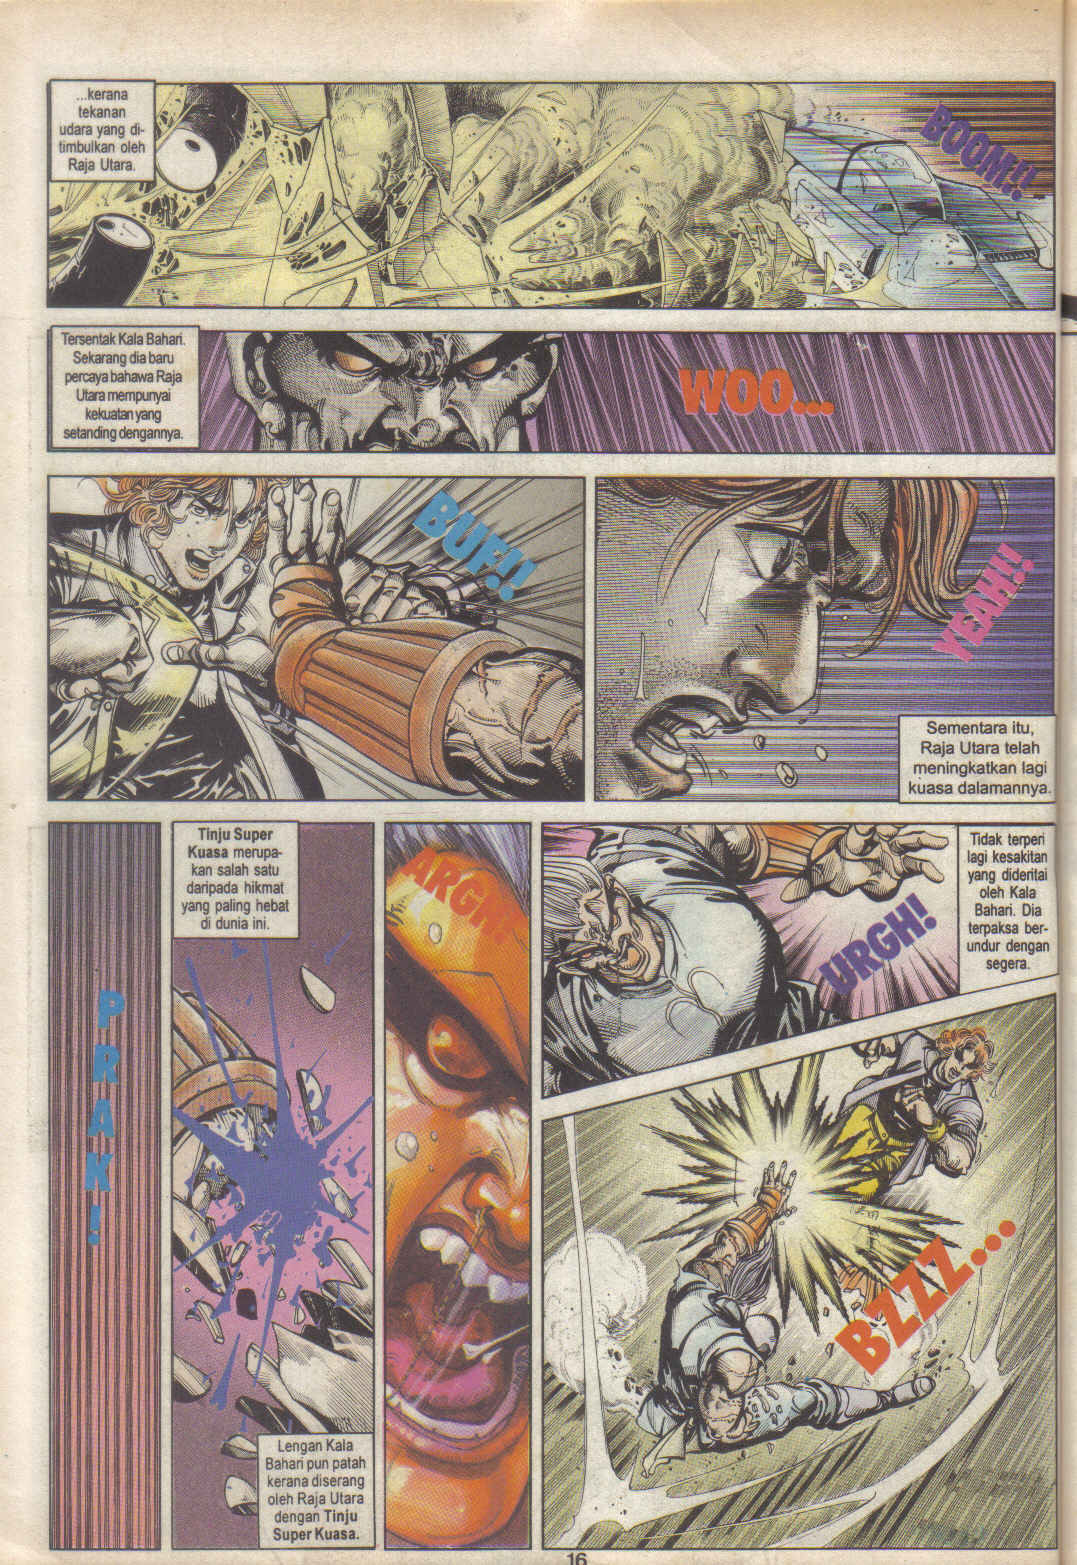 ...kerana
tekanan
udara yang di-
timbulkan oleh
Raja Utara.
BOOM!!
Tersentak Kala Bahari.
Sekarang dia baru
percaya bahawa Raja
Utara mempunyai
kekuatan yang
setanding dengannya.
WOO...
BUF!!
YEAH!!
Sementara itu,
Raja Utara telah
meningkatkan lagi
kuasa dalamannya.
PRAK!
Tinju Super
Kuasa merupa-
kan salah satu
daripada hikmat
yang paling hebat
di dunia ini.
Lengan Kala
Bahari pun patah
kerana diserang
oleh Raja Utara
dengan Tinju
Super Kuasa.
ARGH!
URGH!
Tidak terperi
lagi kesakitan
yang dideritai
oleh Kala
Bahari. Dia
terpaksa ber-
undur dengan
segera.
BZZZ...
16